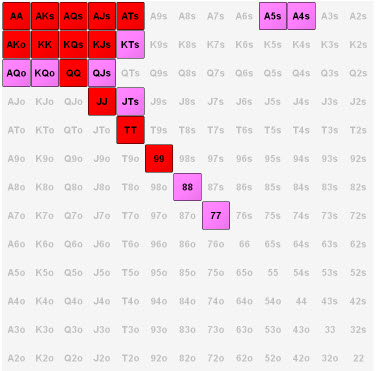 AA AKs AQs AJs ATs A9s A8s A7s A6s A5s A4s A3s A2s
AKo KK KQs KJs KTs K9s K8s K7s K6s K5s K4s K3s K2s
AQo KQo QQ QJs QTs Q9s Q8s Q7s Q6s Q5s Q4s Q3s Q2s
AJo KJo QJo JJ JTs J9s J8s J7s J6s J5s J4s J3s J2s
ATo KTo QTo JTo TT T9s T8s T7s T6s T5s T4s T3s T2s
A9o K9o Q9o J9o T9o 99 98s 97s 96s 95s 94s 93s 92s
A8o K8o Q8o J8o T8o 98o 88 87s 86s 85s 84s 83s 82s
A7o K7o Q7o J7o T7o 97o 87o 77 76s 75s 74s 73s 72s
A6o K6o Q6o J6o T6o 96o 86o 76o 66 65s 64s 63s 62s
A5o K5o Q5o J5o T5o 95o 85o 75o 65o 55 54s 53s 52s
A4o K4o Q4o J4o T4o 94o 84o 74o 64o 54o 44 43s 42s
A3o K3o Q3o J3o T3o 93o 83o 73o 63o 53o 43o 33 32s
A2o K2o Q2o J2o T2o 92o 82o 72o 62o 52o 42o 32o 22